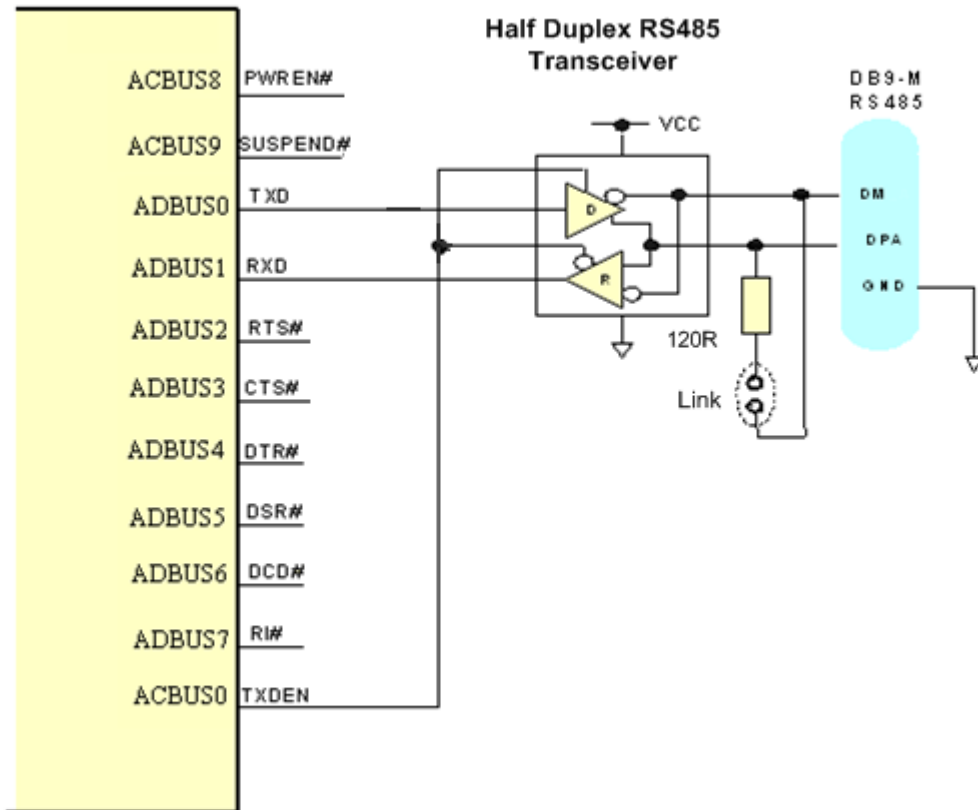 Half Duplex RS485
Transceiver
DB9-M
RS485
ACBUS8 PWREN#
VCC
ACBUS9 SUSPEND#
ADBUS0 TXD
D
DM
DPA
ADBUS1 RXD
R
GND
ADBUS2 RTS#
120R
ADBUS3 CTS#
Link
ADBUS4 DTR#
ADBUS5 DSR#
ADBUS6 DCD#
ADBUS7 RI#
ACBUS0 TXDEN